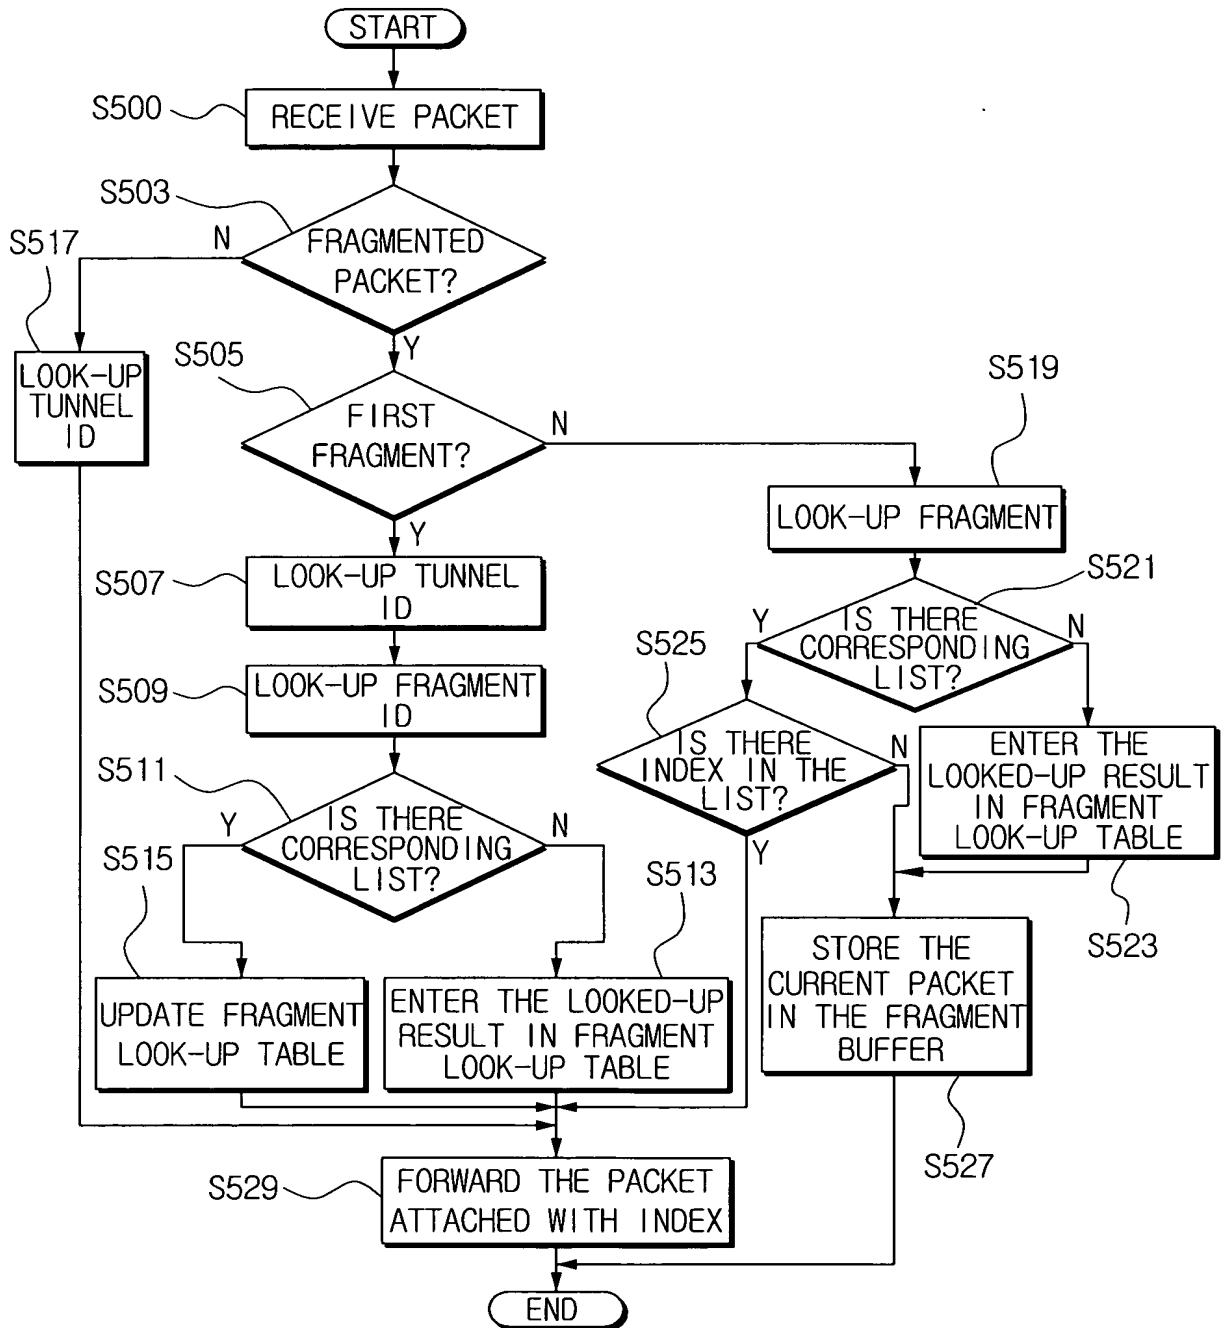 START
S500
RECEIVE PACKET
S503
FRAGMENTED
PACKET?
N
Y
S517
LOOK-UP
TUNNEL
ID
S505
FIRST
FRAGMENT?
N
Y
S519
LOOK-UP FRAGMENT
S507
LOOK-UP TUNNEL
ID
S521
IS THERE
CORRESPONDING
LIST?
Y
N
S509
LOOK-UP FRAGMENT
ID
S525
IS THERE
INDEX IN THE
LIST?
N
Y
ENTER THE
LOOKED-UP RESULT
IN FRAGMENT
LOOK-UP TABLE
S523
S511
IS THERE
CORRESPONDING
LIST?
Y
N
S515
UPDATE FRAGMENT
LOOK-UP TABLE
S513
ENTER THE LOOKED-UP
RESULT IN FRAGMENT
LOOK-UP TABLE
STORE THE
CURRENT PACKET
IN THE FRAGMENT
BUFFER
S527
S529
FORWARD THE PACKET
ATTACHED WITH INDEX
END